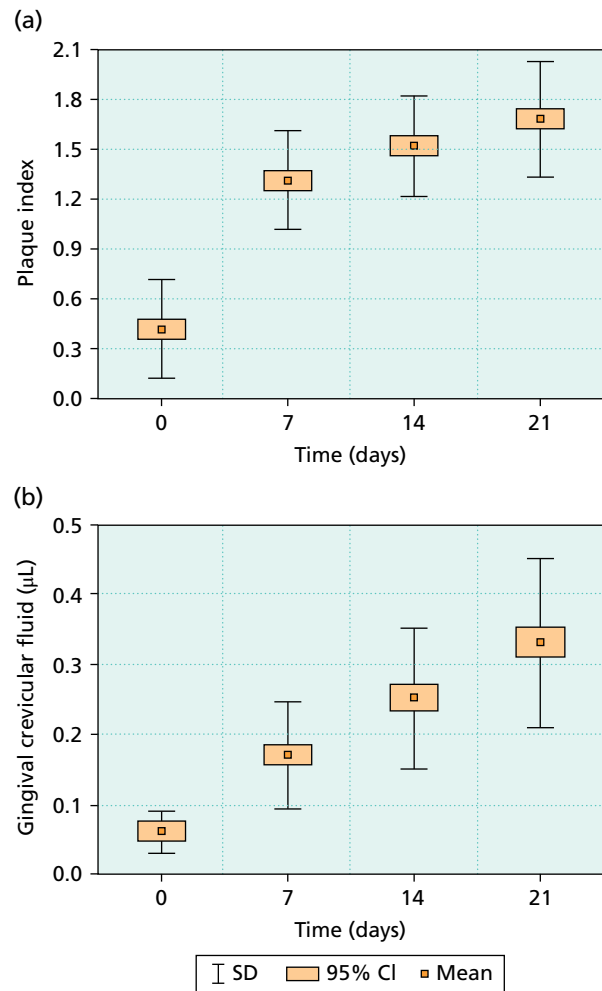 (a)
2.1
1.8
1.5
1.2
0.9
0.6
0.3
0.0
Plaque index
0 7 14 21
Time (days)
(b)
0.5
0.4
0.3
0.2
0.1
0.0
Gingival crevicular fluid (μL)
0 7 14 21
Time (days)
SD 95% CI Mean